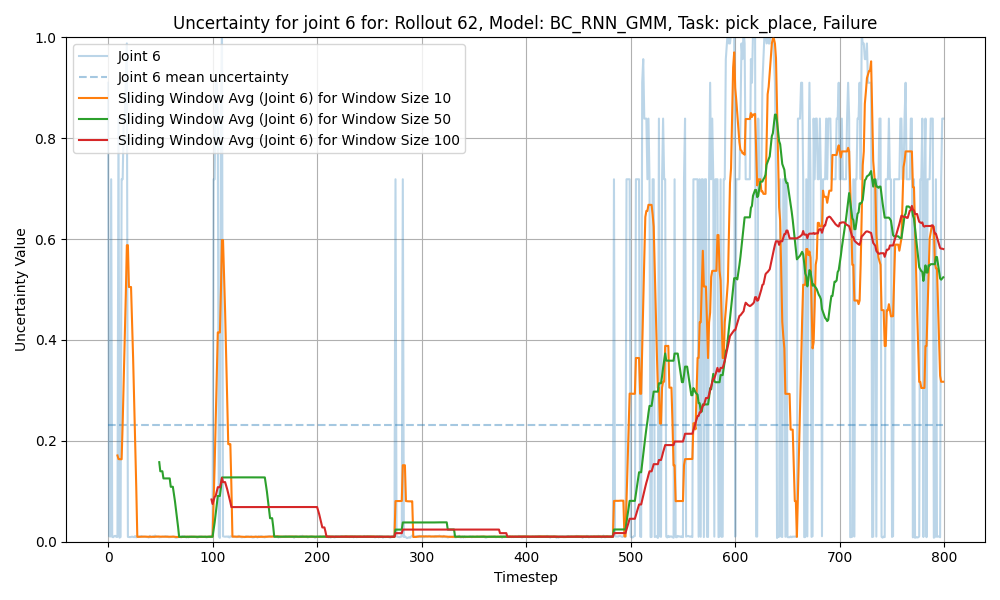 Uncertainty for joint 6 for: Rollout 62, Model: BC_RNN_GMM, Task: pick_place, Failure
Joint 6
Joint 6 mean uncertainty
Sliding Window Avg (Joint 6) for Window Size 10
Sliding Window Avg (Joint 6) for Window Size 50
Sliding Window Avg (Joint 6) for Window Size 100
Uncertainty Value
1.0
0.8
0.6
0.4
0.2
0.0
0 100 200 300 400 500 600 700 800
Timestep